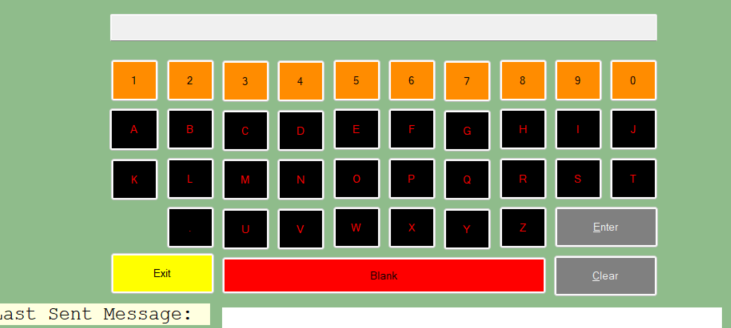 1 2 3 4 5 6 7 8 9 0
A B C D E F G H I J
K L M N O P Q R S T
. U V W X Y Z Enter
Exit Blank Clear
Last Sent Message: